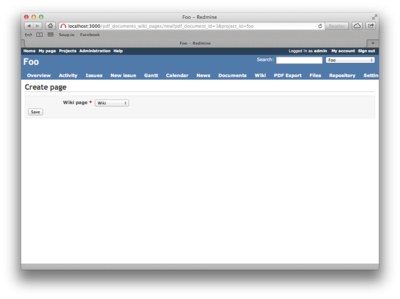 Foo – Redmine
localhost:3000/pdf_documents_wiki_pages/new?pdf_document_id=1&project_id=foo
Soup.io Facebook
Foo – Redmine
Home My page Projects Administration Help
Logged in as admin My account Sign out
Foo
Search: Foo
Overview Activity Issues New issue Gantt Calendar News Documents Wiki PDF Export Files Repository Settin
Create page
Wiki page * Wiki
Save